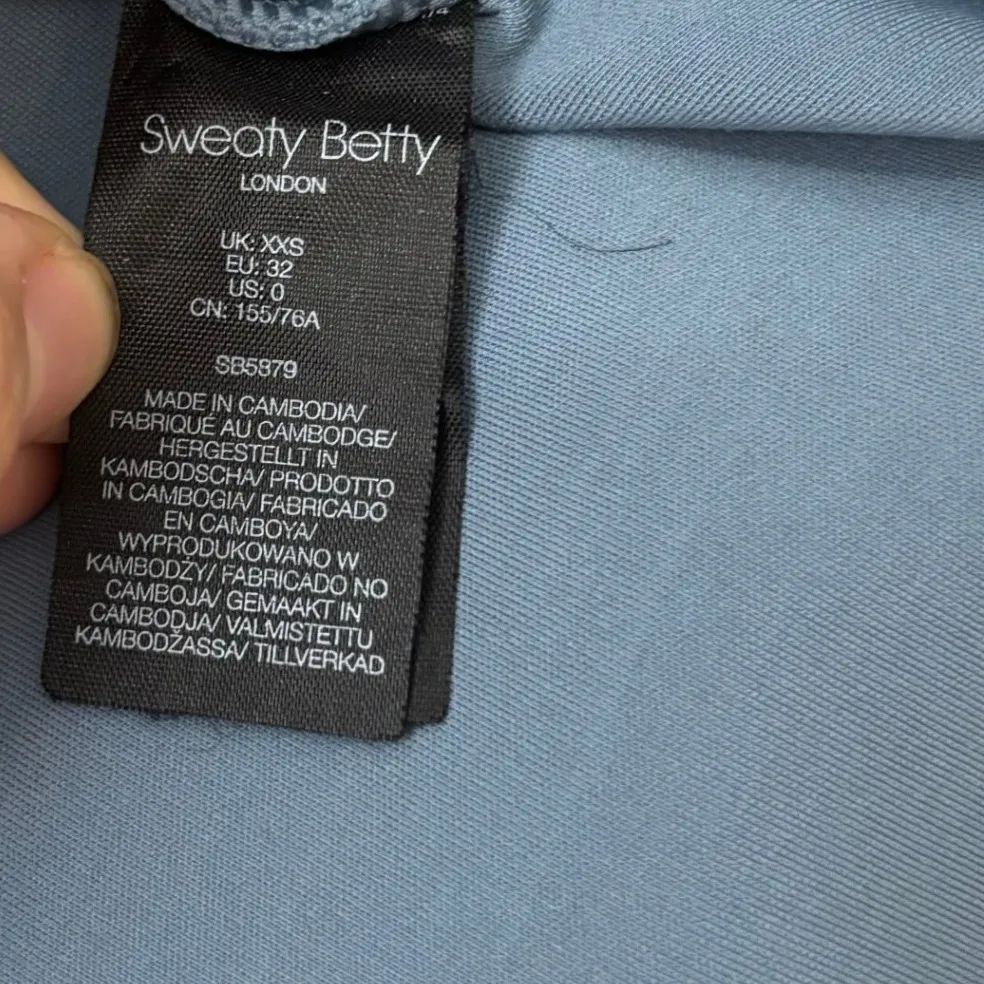 Sweaty Betty
LONDON
UK: XXS
EU: 32
US: 0
CN: 155/76A
SB5879
MADE IN CAMBODIA/
FABRIQUÉ AU CAMBODGE/
HERGESTELLT IN
KAMBODSCHA/ PRODOTTO
IN CAMBOGIA/ FABRICADO
EN CAMBOYA/
WYPRODUKOWANO W
KAMBODŻY/ FABRICADO NO
CAMBOJA/ GEMAAKT IN
CAMBODJA/ VALMISTETTU
KAMBODŽASSA/ TILLVERKAD